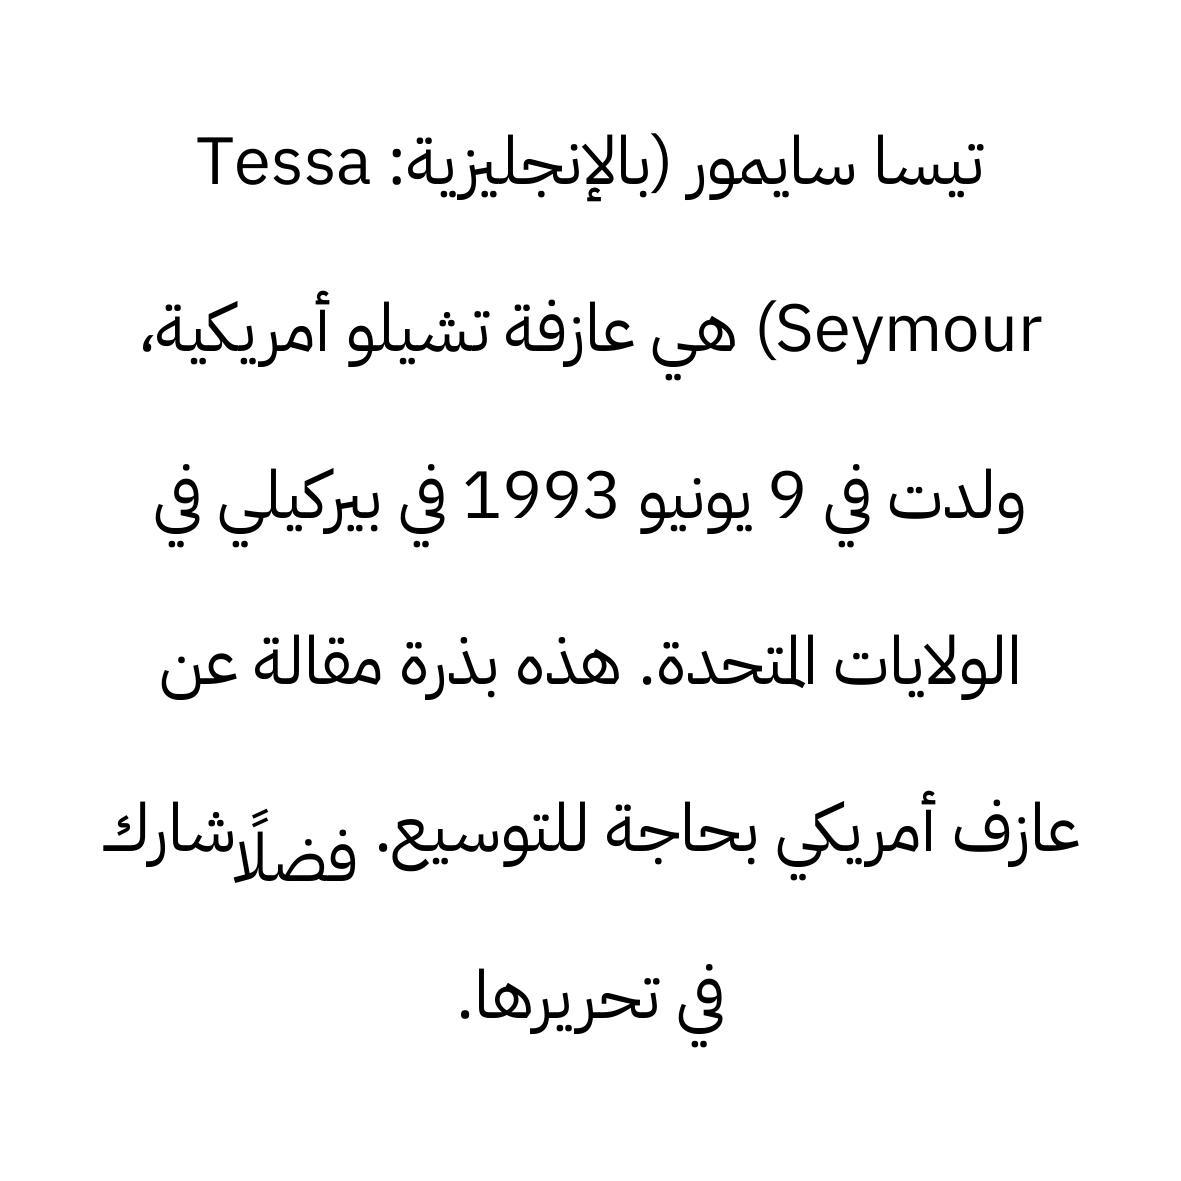 تيسا سايمور (بالإنجليزية: Tessa
Seymour) هي عازفة تشيلو أمريكية،
ولدت في 9 يونيو 1993 في بيركيلي في
الولايات المتحدة. هذه بذرة مقالة عن
عازف أمريكي بحاجة للتوسيع. فضلًا شارك
في تحريرها.